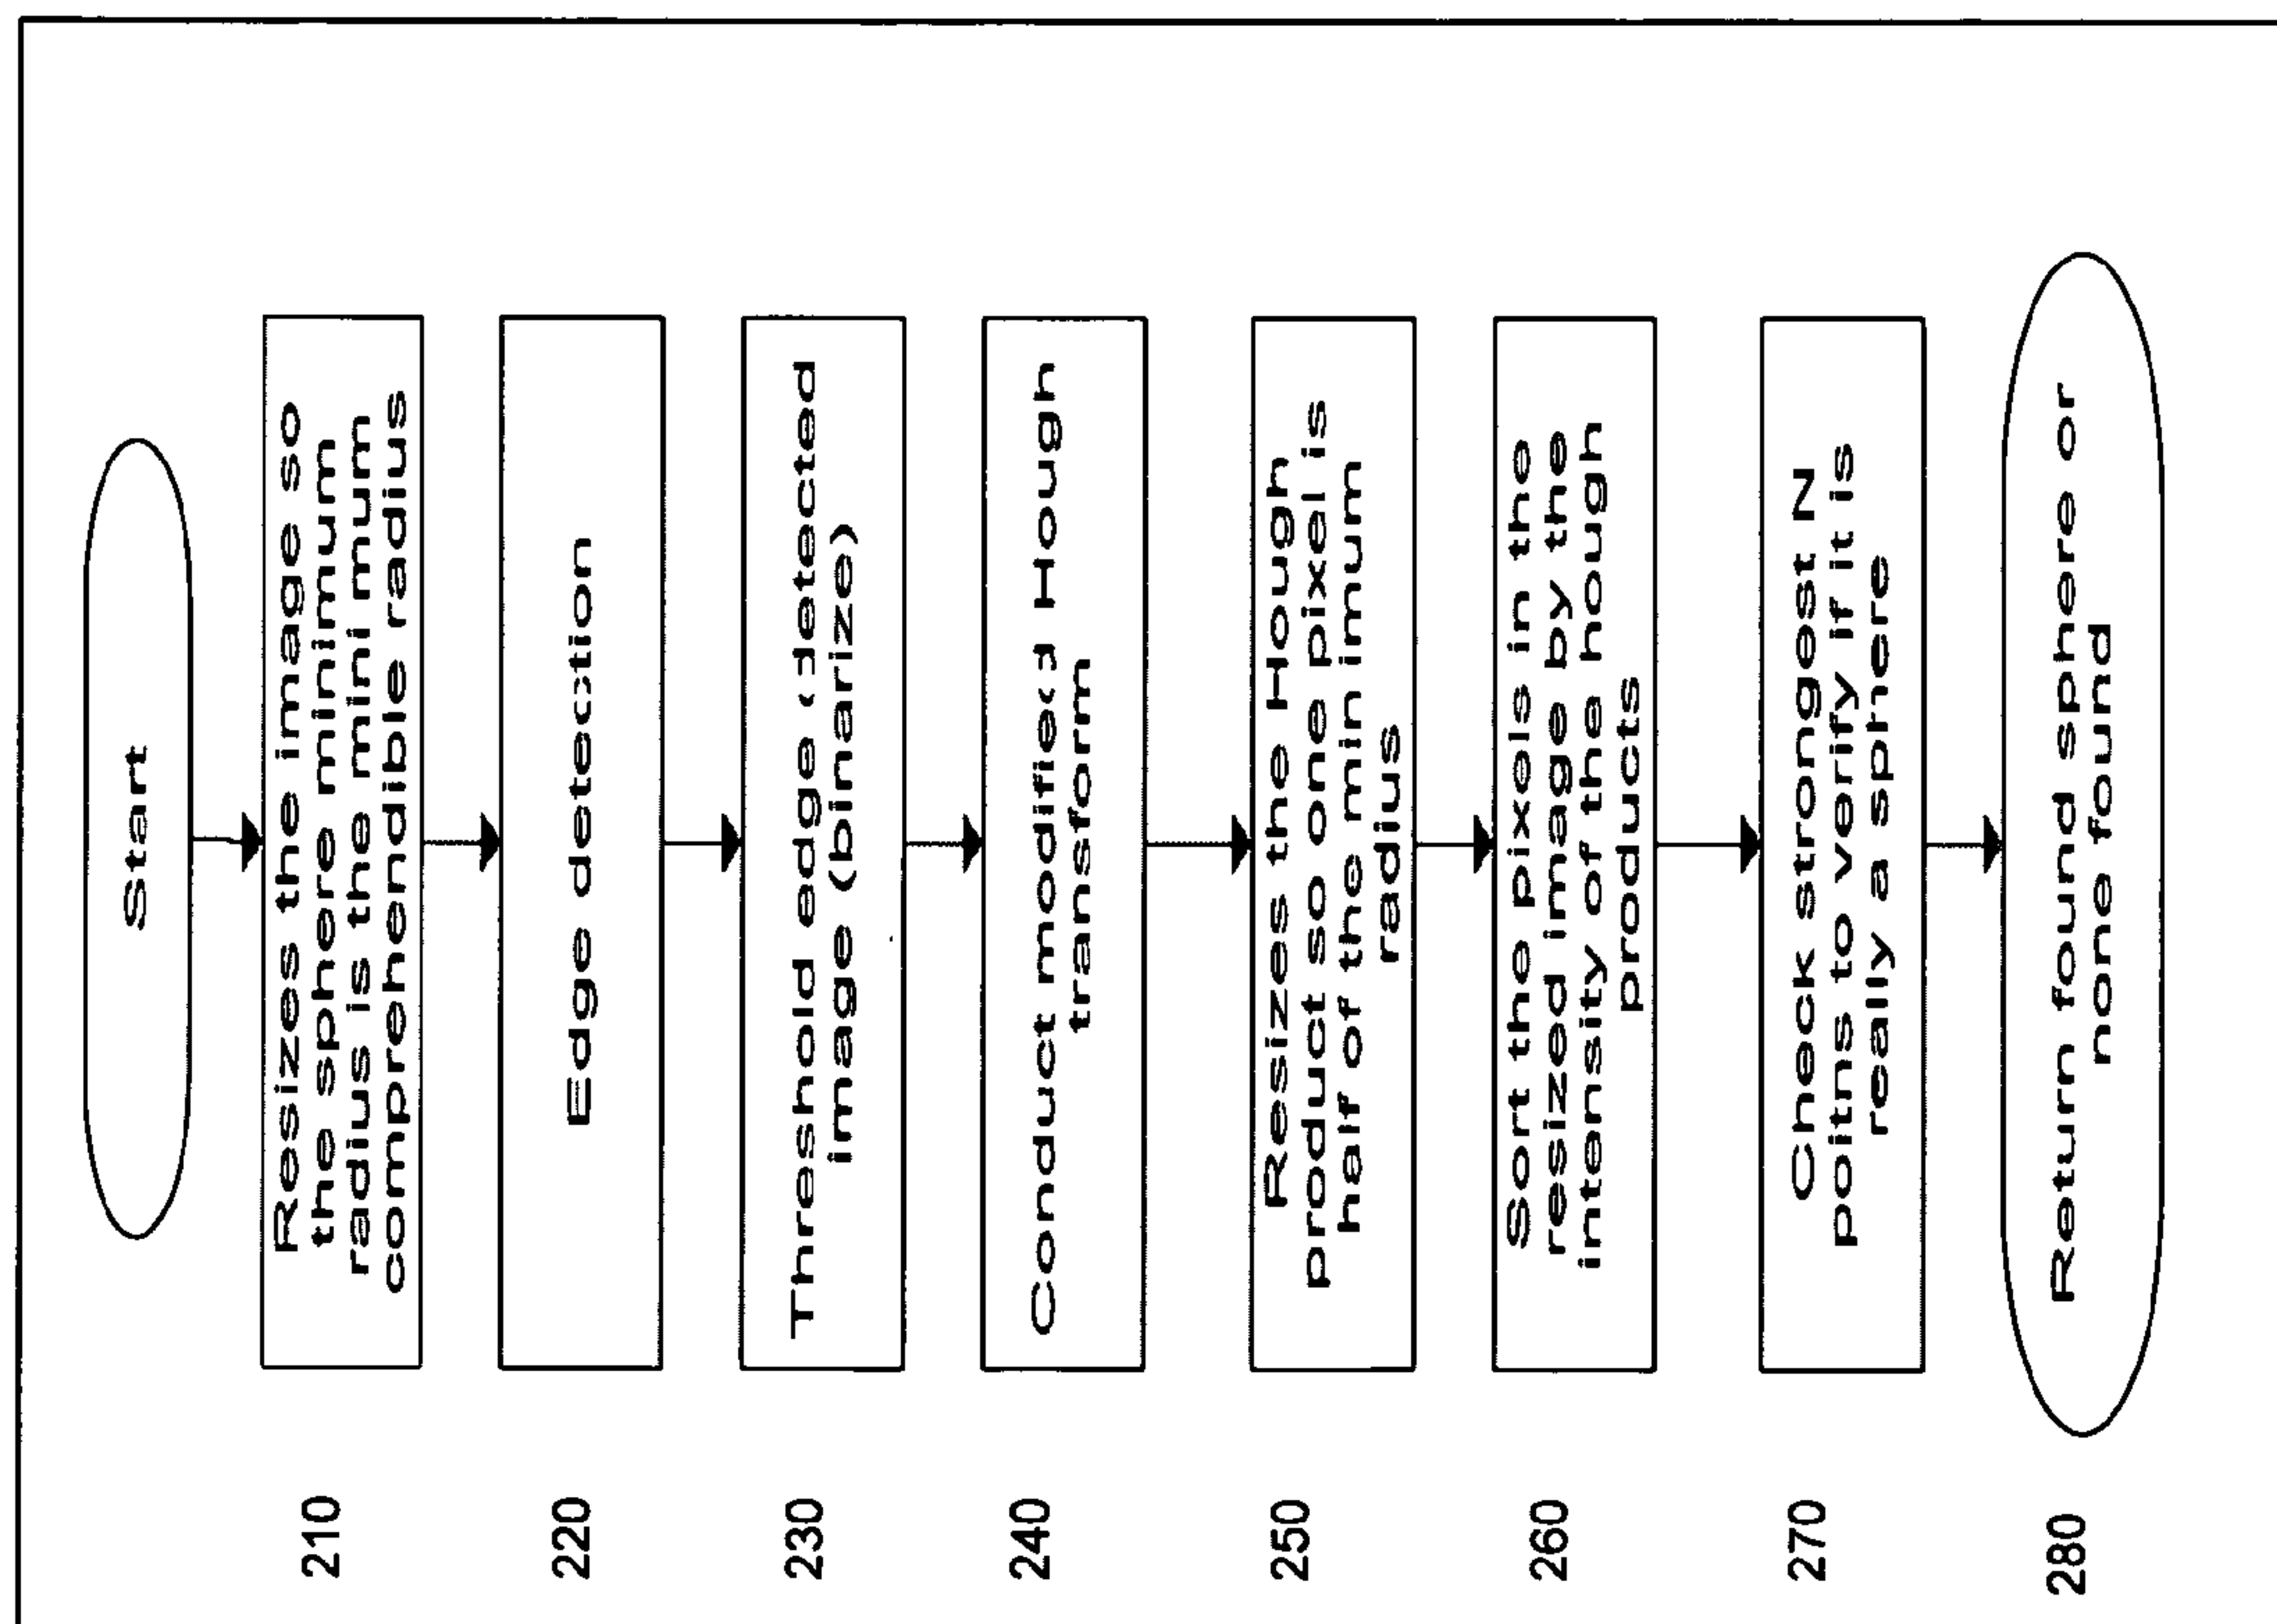 Start
210
Resizes the image so
the sphere minimum
radius is the mini mum
comprehendible radius
220
Edge detection
230
Threshold edge detected
image (binarize)
240
Conduct modified Hough
transform
250
Resizes the Hough
product so one pixel is
half of the min imum
radius
260
Sort the pixels in the
resized image by the
intensity of the hough
products
270
Check strongest N
poitns to verify if it is
really a sphere
280
Return found sphere or
none found